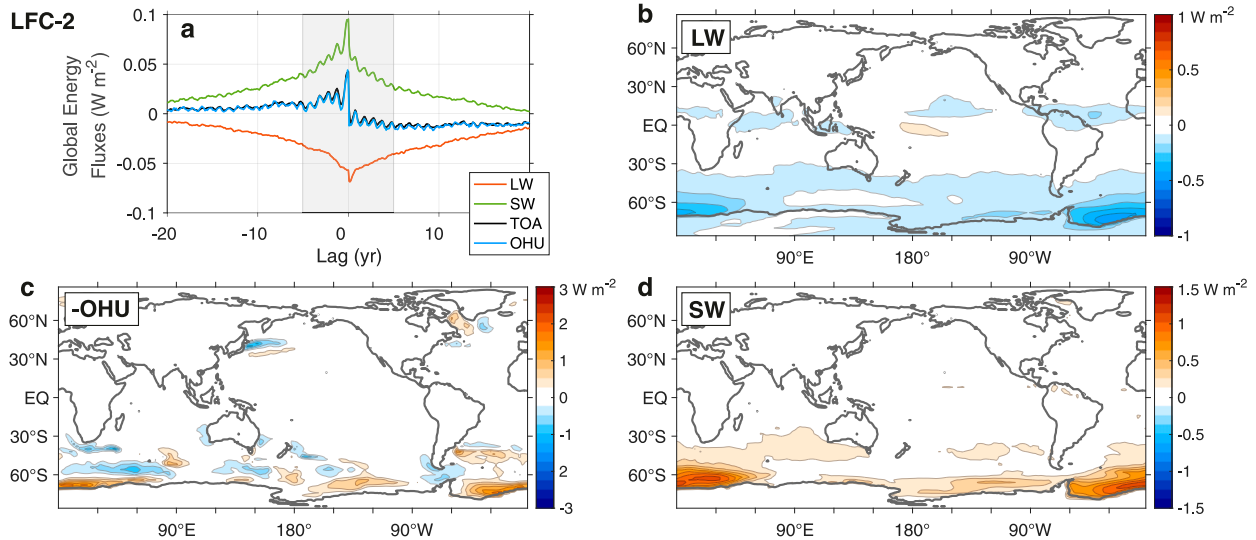 LFC-2
a
Global Energy
Fluxes (W m-2)
0.1
0.05
0
-0.05
-0.1
-20
-10
0
10
Lag (yr)
LW
SW
TOA
OHU
b
LW
60°N
30°N
EQ
30°S
60°S
90°E
180°
90°W
1 W m-2
0.5
0
-0.5
-1
c
-OHU
60°N
30°N
EQ
30°S
60°S
90°E
180°
90°W
3 W m-2
2
1
0
-1
-2
-3
d
SW
60°N
30°N
EQ
30°S
60°S
90°E
180°
90°W
1.5 W m-2
1
0.5
0
-0.5
-1
-1.5